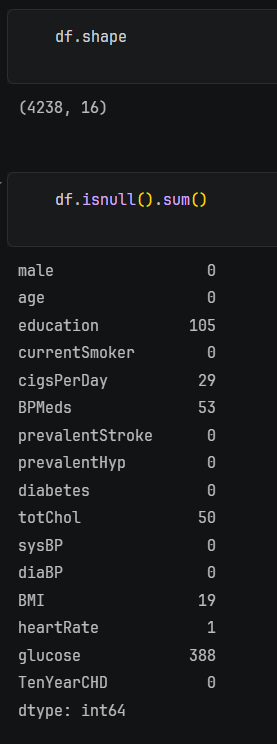 df.shape
(4238, 16)
df.isnull().sum()
male 0
age 0
education 105
currentSmoker 0
cigsPerDay 29
BPMeds 53
prevalentStroke 0
prevalentHyp 0
diabetes 0
totChol 50
sysBP 0
diaBP 0
BMI 19
heartRate 1
glucose 388
TenYearCHD 0
dtype: int64